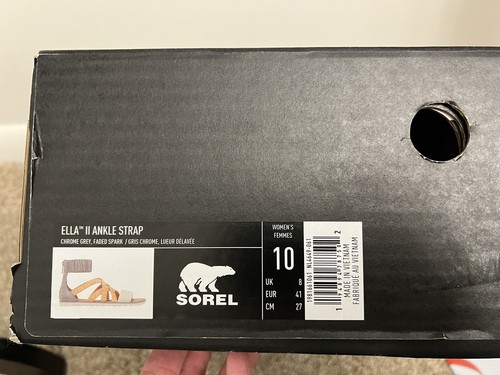 ELLA™ II ANKLE STRAP
CHROME GREY, FADED SPARK / GRIS CHROME, LUEUR DÉLAVÉE
SOREL
WOMEN'S
FEMMES
10
UK 8
EUR 41
CM 27
MADE IN VIETNAM
FABRIQUÉ AU VIETNAM